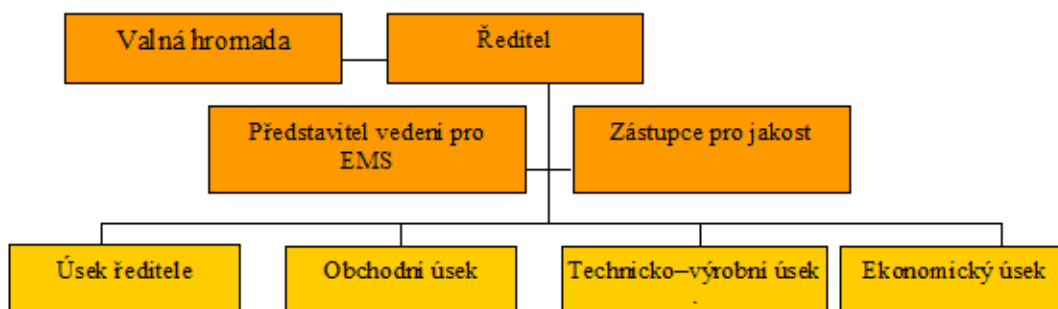 Valná hromada
Ředitel
Představitel vedení pro
EMS
Zástupce pro jakost
Úsek ředitele
Obchodní úsek
Technicko–výrobní úsek
.
Ekonomický úsek